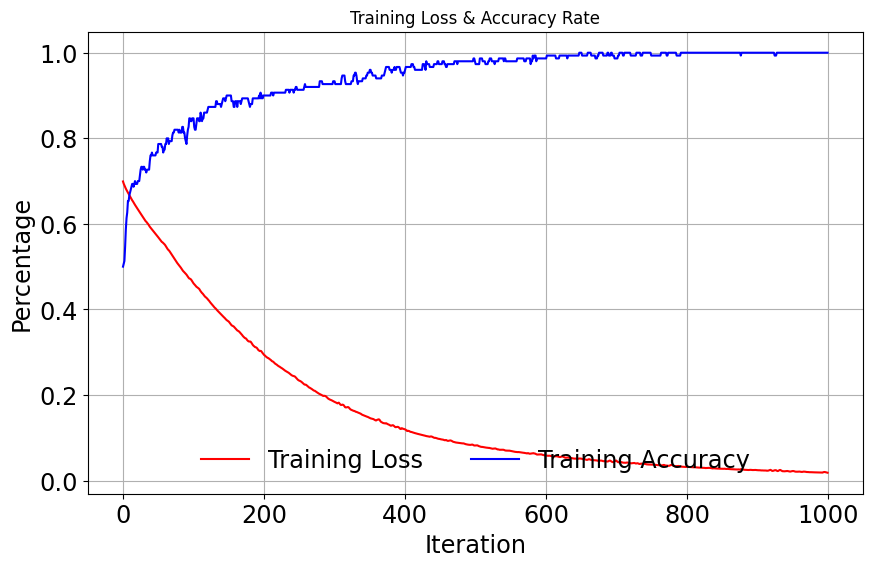 Training Loss & Accuracy Rate
1.0
0.8
0.6
0.4
0.2
0.0
Percentage
Training Loss Training Accuracy
0 200 400 600 800 1000
Iteration